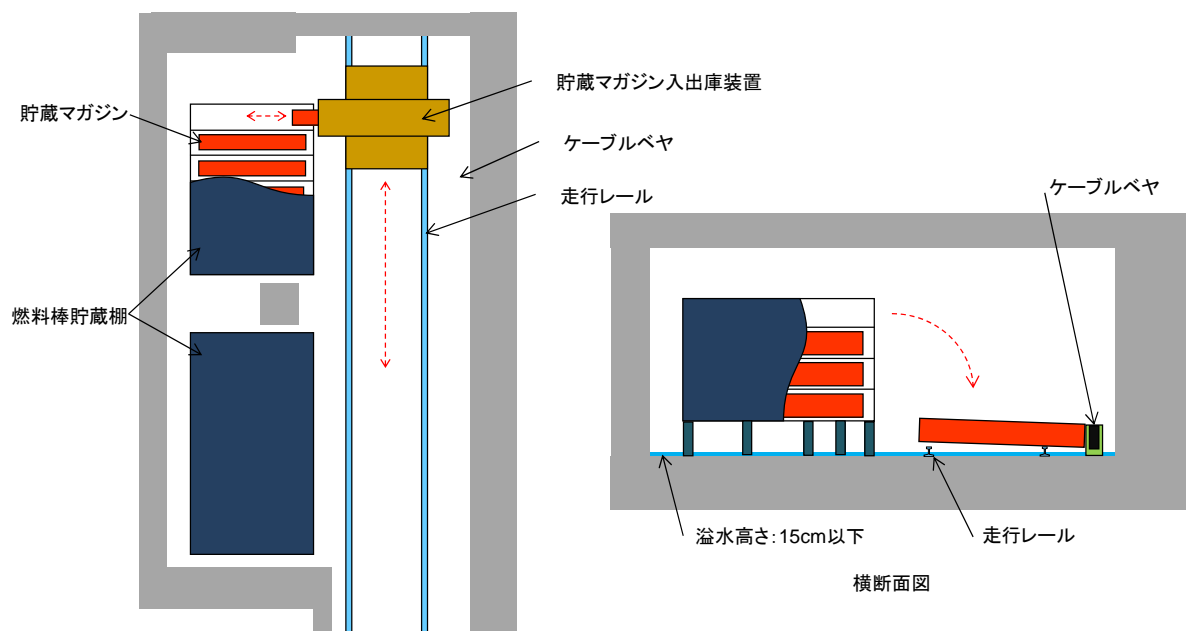 貯蔵マガジン
貯蔵マガジン入出庫装置
ケーブルベヤ
走行レール
燃料棒貯蔵棚
ケーブルベヤ
溢水高さ：15cm以下
走行レール
横断面図